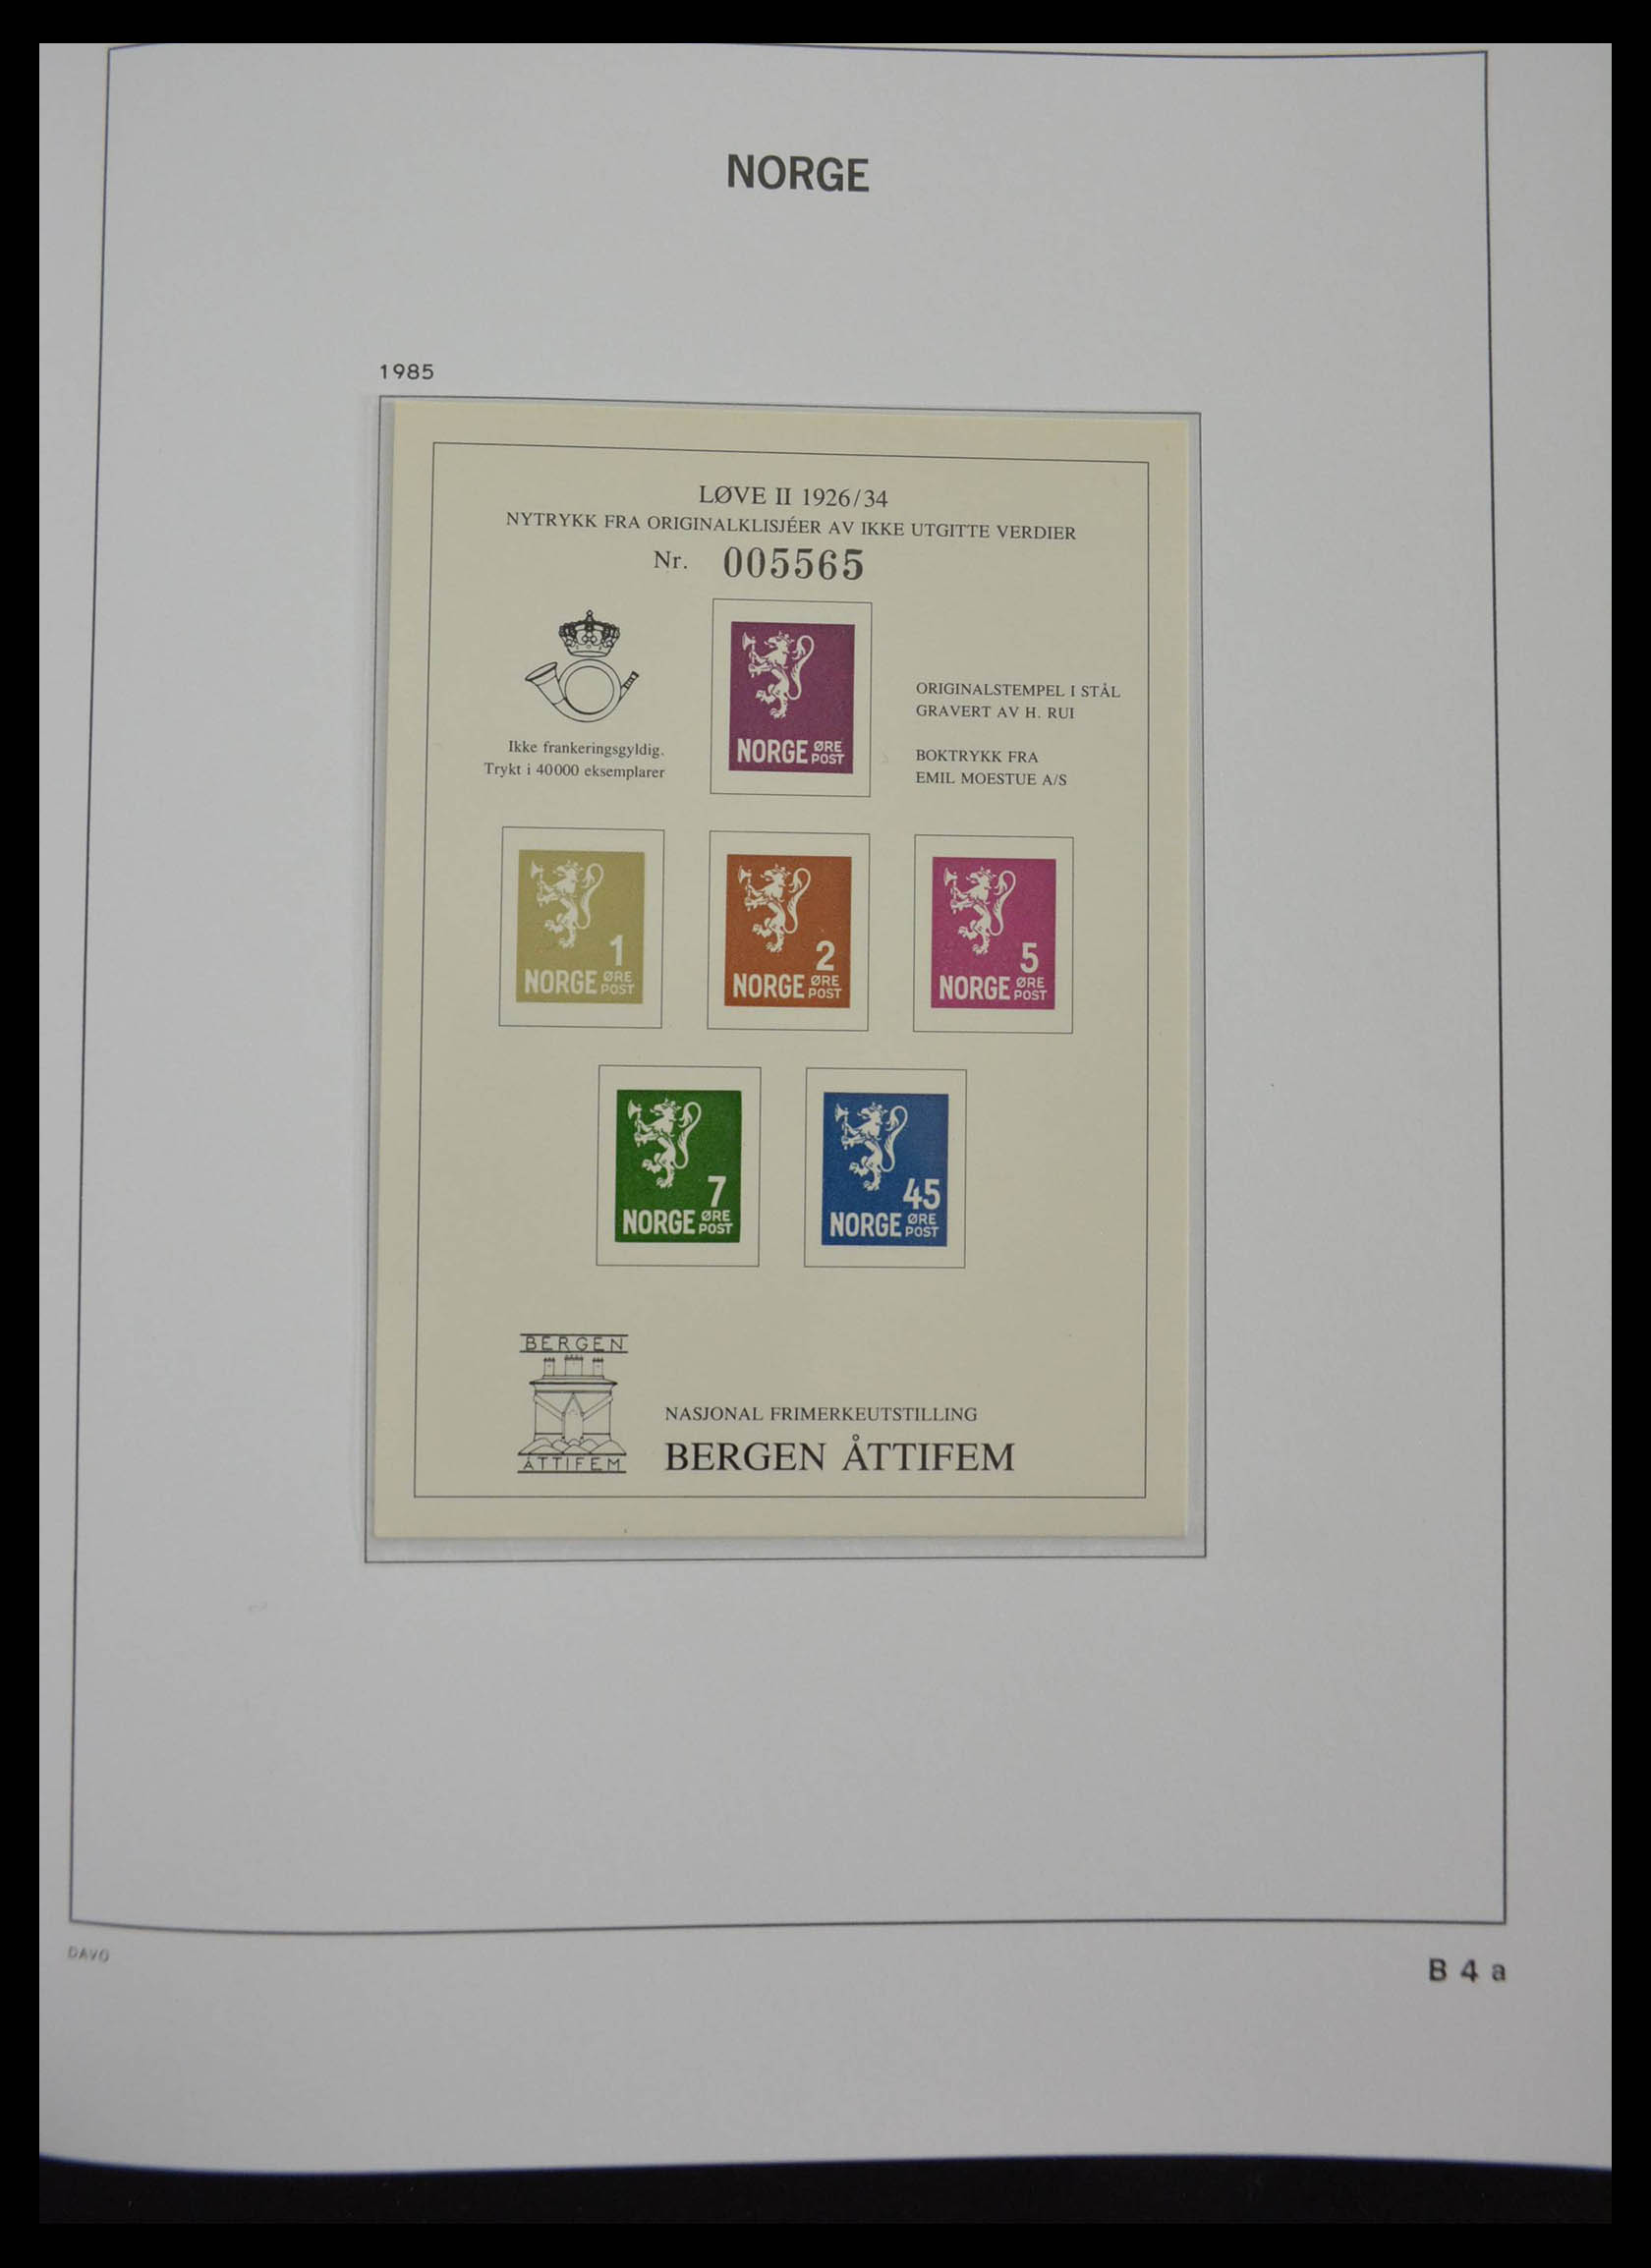 NORGE
1985
LØVE II 1926/34
NYTRYKK FRA ORIGINALKLISJÉER AV IKKE UTGITTE VERDIER
Nr. 005565
Ikke frankeringsgyldig.
Trykt i 40000 eksemplarer
NORGE ØRE POST
ORIGINALSTEMPEL I STÅL
GRAVERT AV H. RUI
BOKTRYKK FRA
EMIL MOESTUE A/S
1
NORGE ØRE POST
2
NORGE ØRE POST
5
NORGE ØRE POST
7
NORGE ØRE POST
45
NORGE ØRE POST
BERGEN
ÅTTIFEM
NASJONAL FRIMERKEUTSTILLING
BERGEN ÅTTIFEM
DAVO
B 4 a